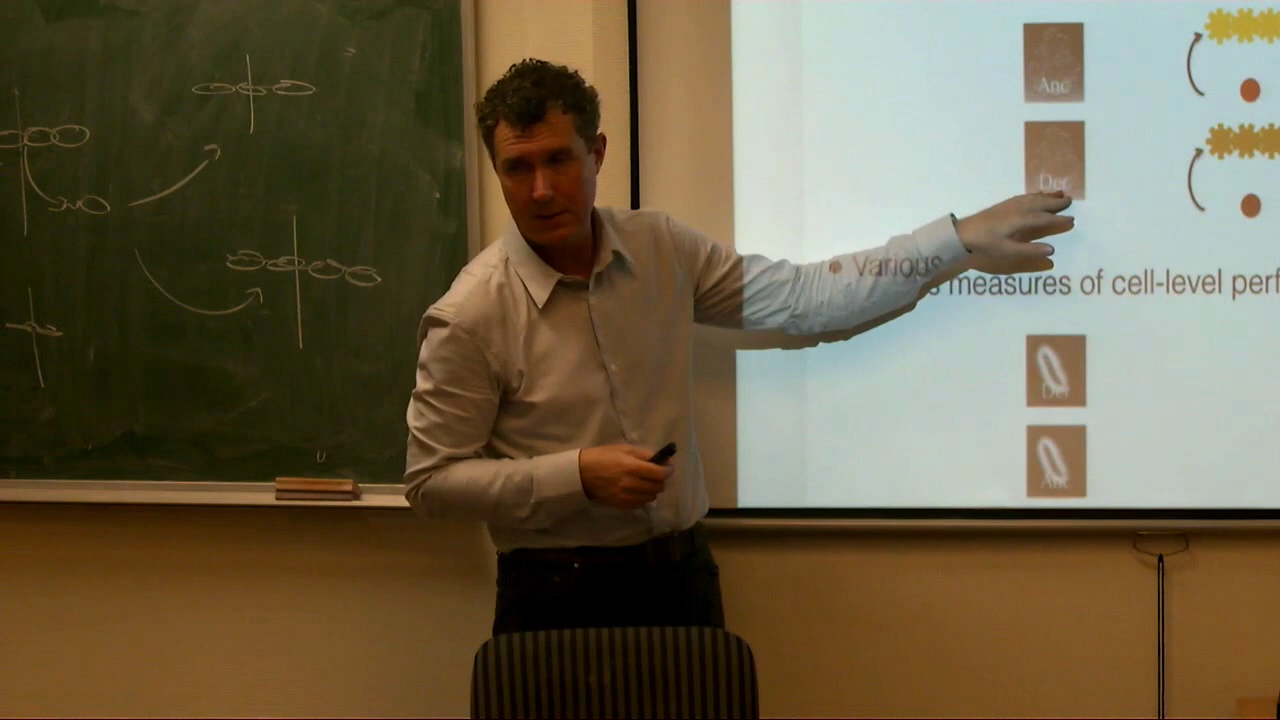 Anc
Der
• Various measures of cell-level perf
Der
Anc